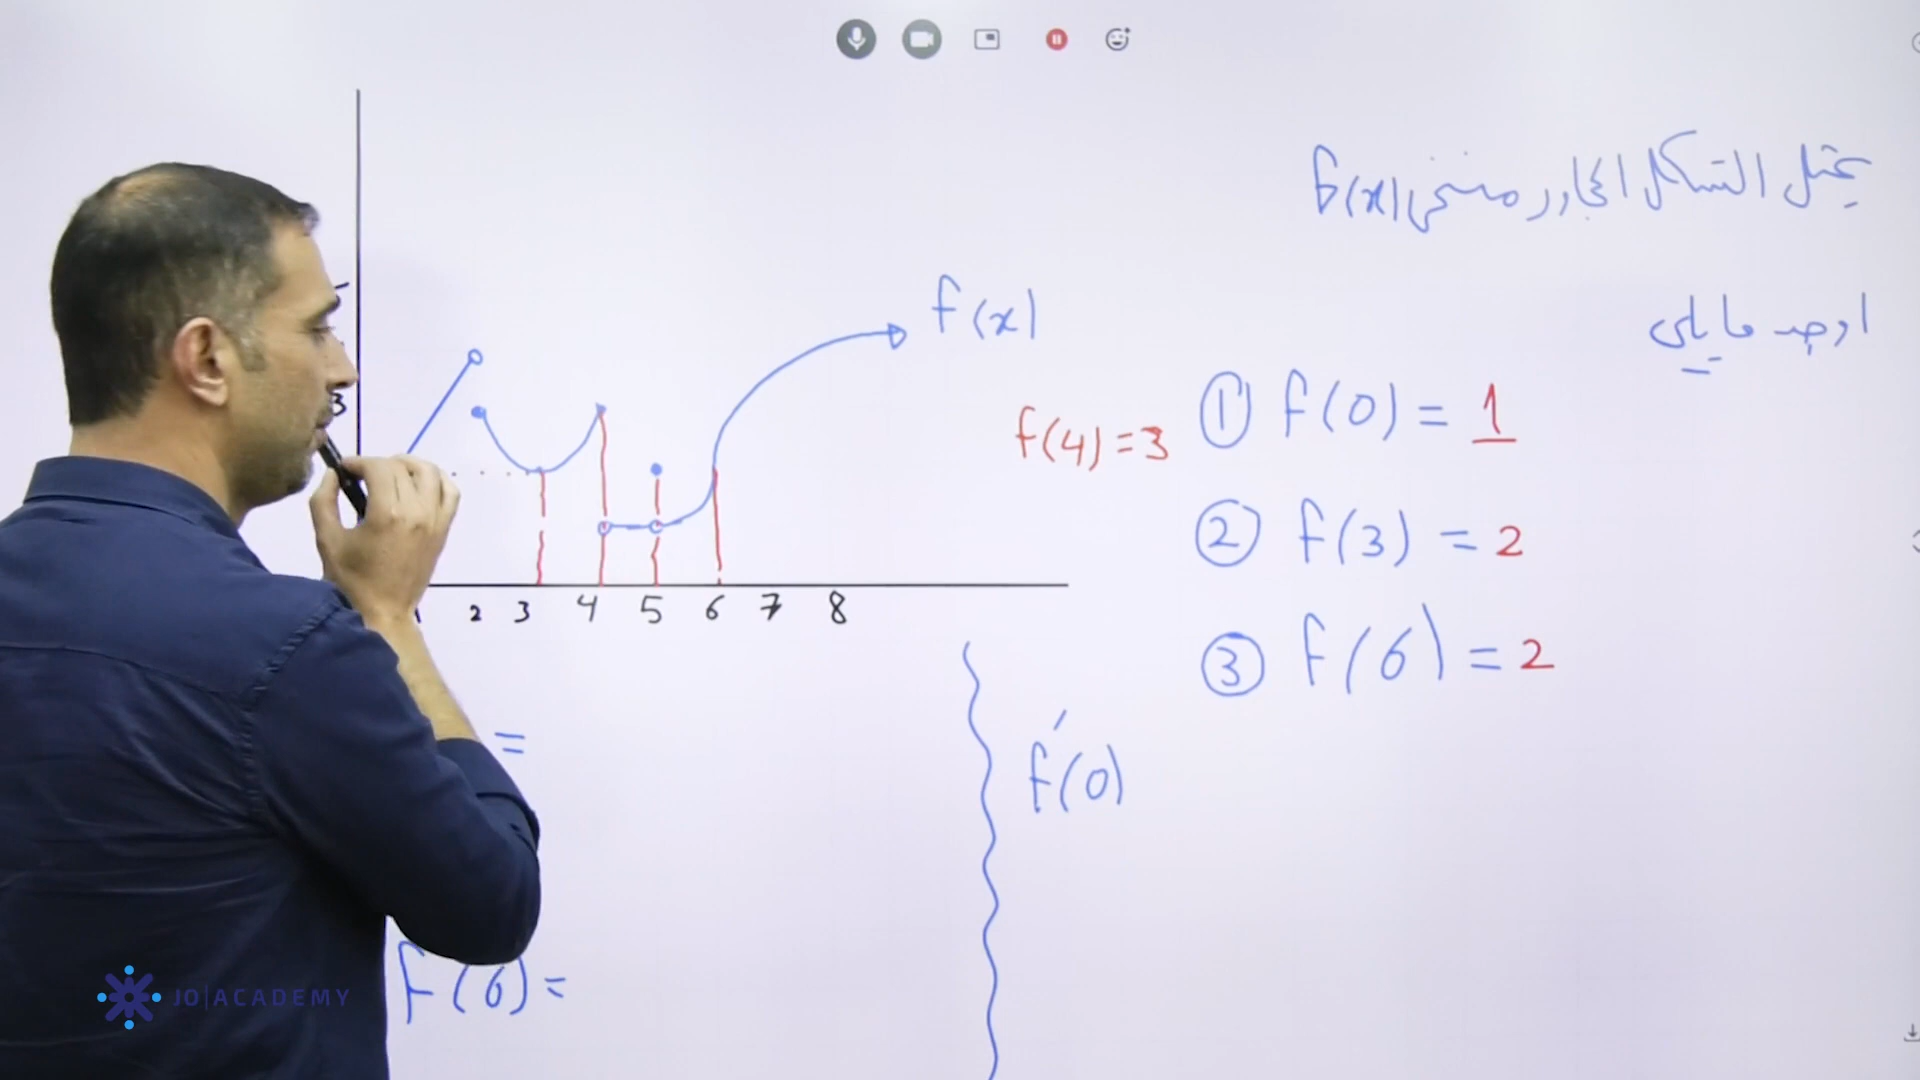 يمثل الشكل المجاور منحنى f(x)
اوجد ما يلي
f(x)
① f(0) = 1
f(4) = 3
② f(3) = 2
③ f(6) = 2
3
2 3 4 5 6 7 8
=
f'(0)
f(6) =
JO|ACADEMY